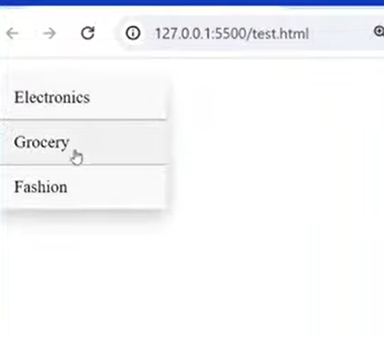 127.0.0.1:5500/test.html
Electronics
Grocery
Fashion